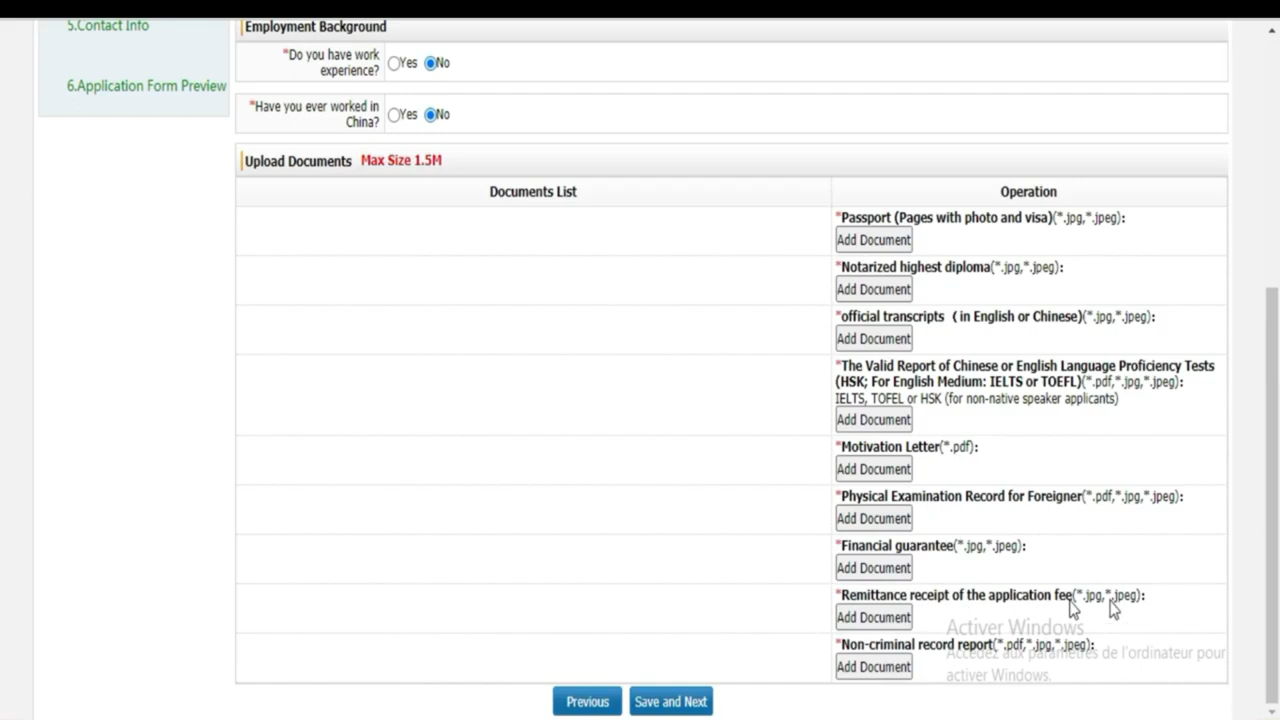 5.Contact Info
6.Application Form Preview
Employment Background
*Do you have work
experience?
Yes No
*Have you ever worked in
China?
Yes No
Upload Documents Max Size 1.5M
Documents List
Operation
*Passport (Pages with photo and visa)(*.jpg,*.jpeg):
Add Document
*Notarized highest diploma(*.jpg,*.jpeg):
Add Document
*official transcripts (in English or Chinese)(*.jpg,*.jpeg):
Add Document
*The Valid Report of Chinese or English Language Proficiency Tests
(HSK; For English Medium: IELTS or TOEFL)(*.pdf,*.jpg,*.jpeg):
IELTS, TOFEL or HSK (for non-native speaker applicants)
Add Document
*Motivation Letter(*.pdf):
Add Document
*Physical Examination Record for Foreigner(*.pdf,*.jpg,*.jpeg):
Add Document
*Financial guarantee(*.jpg,*.jpeg):
Add Document
*Remittance receipt of the application fee(*.jpg,*.jpeg):
Add Document
*Non-criminal record report(*.pdf,*.jpg,*.jpeg):
Add Document
Activer Windows
Accédez aux paramètres de l'ordinateur pour
activer Windows.
Previous
Save and Next